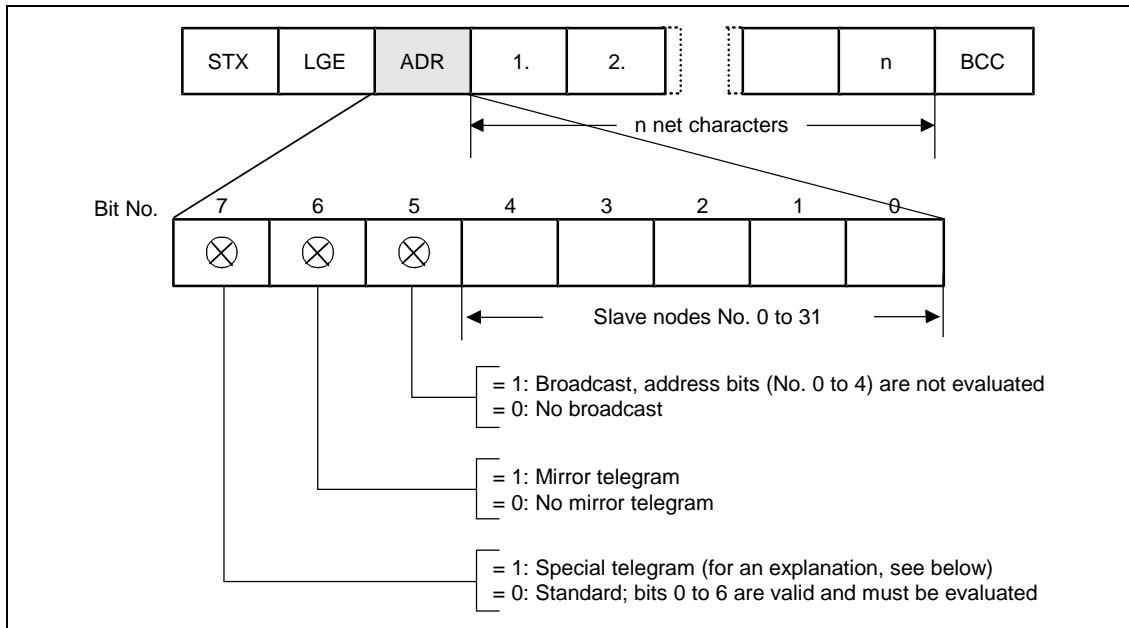 STX LGE ADR 1. 2. n BCC
n net characters
Bit No. 7 6 5 4 3 2 1 0
Slave nodes No. 0 to 31
= 1: Broadcast, address bits (No. 0 to 4) are not evaluated
= 0: No broadcast
= 1: Mirror telegram
= 0: No mirror telegram
= 1: Special telegram (for an explanation, see below)
= 0: Standard; bits 0 to 6 are valid and must be evaluated